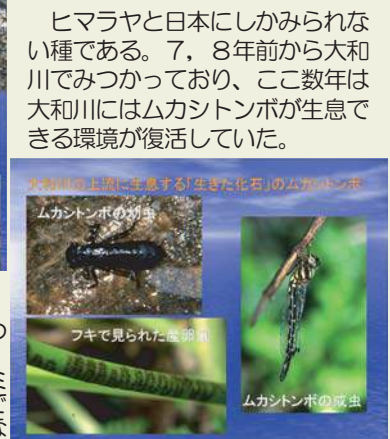 ヒマラヤと日本にしかみられな
い種である。7，8年前から大和
川でみつかっており、ここ数年は
大和川にはムカシトンボが生息で
きる環境が復活していた。
大和川の上流に生息する「生きた化石」のムカシトンボ
ムカシトンボの幼虫
フキで見られた産卵痕
ムカシトンボの成虫